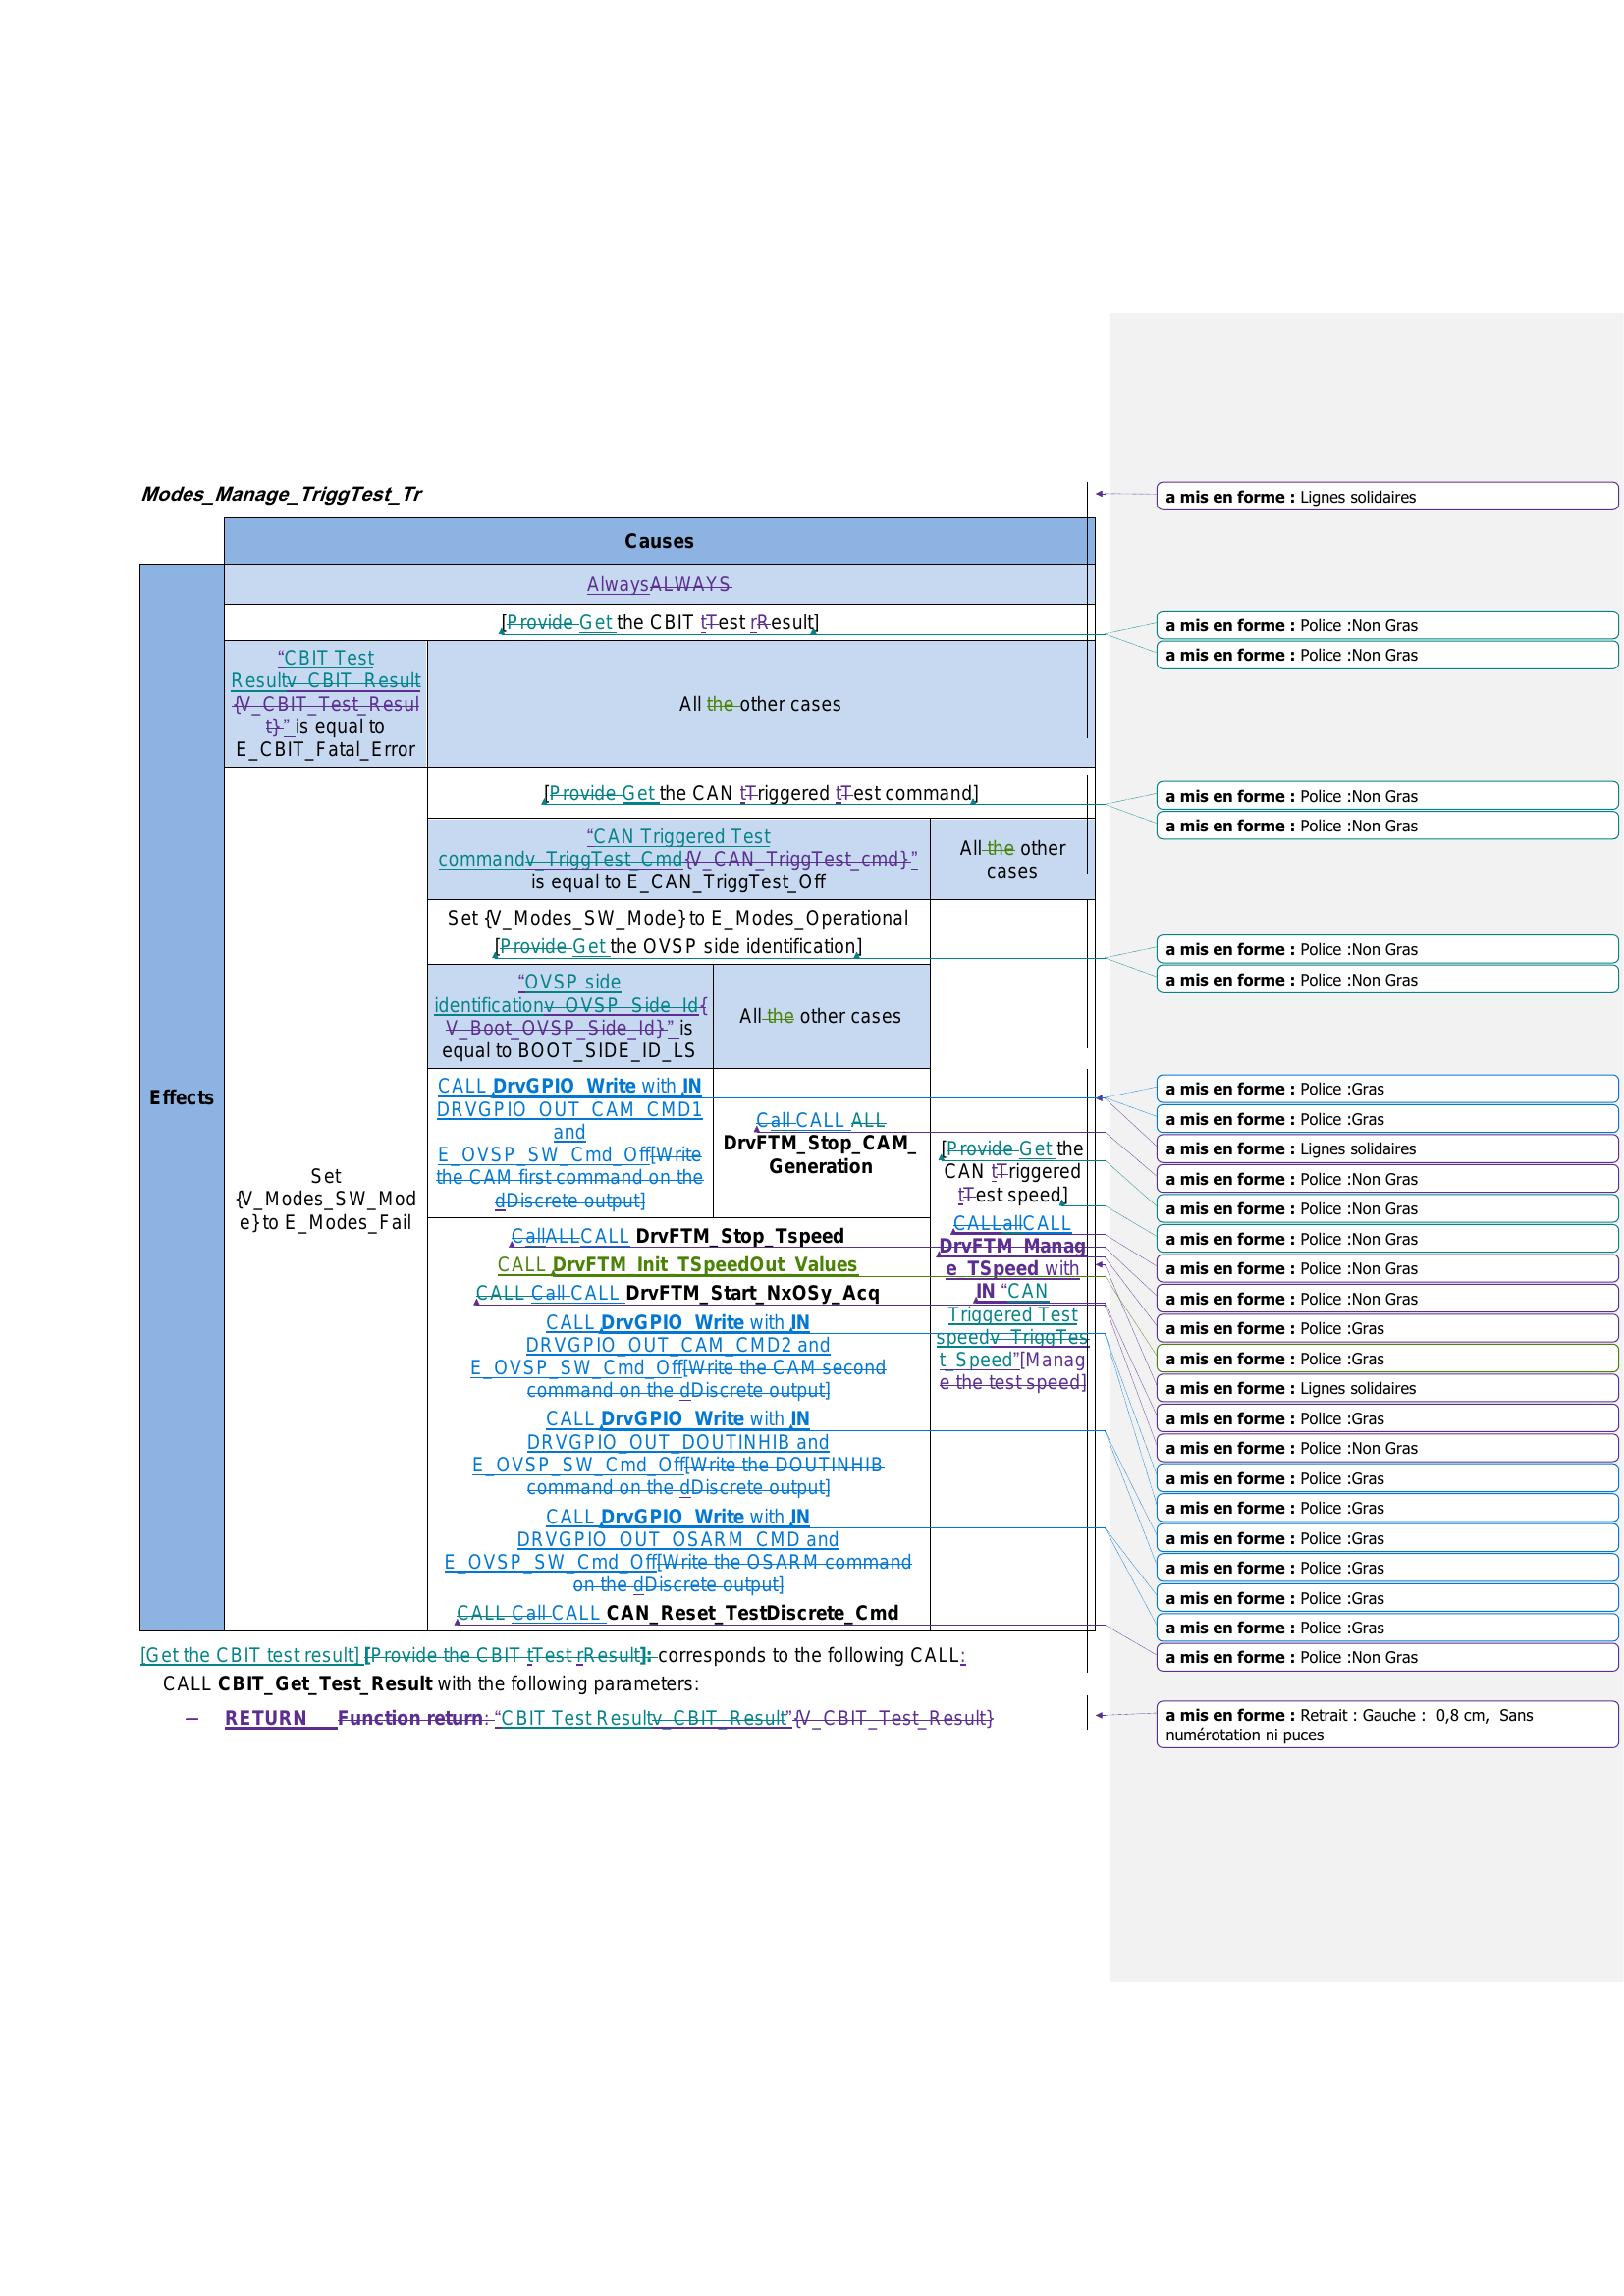 Modes_Manage_TriggTest_Tr
Causes
Effects
AlwaysALWAYS
[Provide Get the CBIT tTest rResult]
“CBIT Test
Resultv_CBIT_Result
{V_CBIT_Test_Resul
t}” is equal to
E_CBIT_Fatal_Error
All the other cases
Set
{V_Modes_SW_Mod
e} to E_Modes_Fail
[Provide Get the CAN tTriggered tTest command]
“CAN Triggered Test
commandv_TriggTest_Cmd{V_CAN_TriggTest_cmd}”
is equal to E_CAN_TriggTest_Off
All the other
cases
Set {V_Modes_SW_Mode} to E_Modes_Operational
[Provide Get the OVSP side identification]
“OVSP side
identificationv_OVSP_Side_Id{
V_Boot_OVSP_Side_Id}” is
equal to BOOT_SIDE_ID_LS
All the other cases
CALL DrvGPIO_Write with IN
DRVGPIO_OUT_CAM_CMD1
and
E_OVSP_SW_Cmd_Off[Write
the CAM first command on the
dDiscrete output]
Call CALL ALL
DrvFTM_Stop_CAM_
Generation
[Provide Get the
CAN tTriggered
tTest speed]
CALLallCALL
DrvFTM_Manag
e_TSpeed with
IN “CAN
Triggered Test
speedv_TriggTes
t_Speed”[Manag
e the test speed]
CallALLCALL DrvFTM_Stop_Tspeed
CALL DrvFTM_Init_TSpeedOut_Values
CALL Call CALL DrvFTM_Start_NxOSy_Acq
CALL DrvGPIO_Write with IN
DRVGPIO_OUT_CAM_CMD2 and
E_OVSP_SW_Cmd_Off[Write the CAM second
command on the dDiscrete output]
CALL DrvGPIO_Write with IN
DRVGPIO_OUT_DOUTINHIB and
E_OVSP_SW_Cmd_Off[Write the DOUTINHIB
command on the dDiscrete output]
CALL DrvGPIO_Write with IN
DRVGPIO_OUT_OSARM_CMD and
E_OVSP_SW_Cmd_Off[Write the OSARM command
on the dDiscrete output]
CALL Call CALL CAN_Reset_TestDiscrete_Cmd
[Get the CBIT test result] [Provide the CBIT tTest rResult]: corresponds to the following CALL:
CALL CBIT_Get_Test_Result with the following parameters:
– RETURN Function return: “CBIT Test Resultv_CBIT_Result”{V_CBIT_Test_Result}
a mis en forme : Lignes solidaires
a mis en forme : Police :Non Gras
a mis en forme : Police :Non Gras
a mis en forme : Police :Non Gras
a mis en forme : Police :Non Gras
a mis en forme : Police :Non Gras
a mis en forme : Police :Non Gras
a mis en forme : Police :Gras
a mis en forme : Police :Gras
a mis en forme : Lignes solidaires
a mis en forme : Police :Non Gras
a mis en forme : Police :Non Gras
a mis en forme : Police :Non Gras
a mis en forme : Police :Non Gras
a mis en forme : Police :Non Gras
a mis en forme : Police :Gras
a mis en forme : Police :Gras
a mis en forme : Lignes solidaires
a mis en forme : Police :Gras
a mis en forme : Police :Non Gras
a mis en forme : Police :Gras
a mis en forme : Police :Gras
a mis en forme : Police :Gras
a mis en forme : Police :Gras
a mis en forme : Police :Gras
a mis en forme : Police :Gras
a mis en forme : Police :Non Gras
a mis en forme : Retrait : Gauche : 0,8 cm, Sans
numérotation ni puces